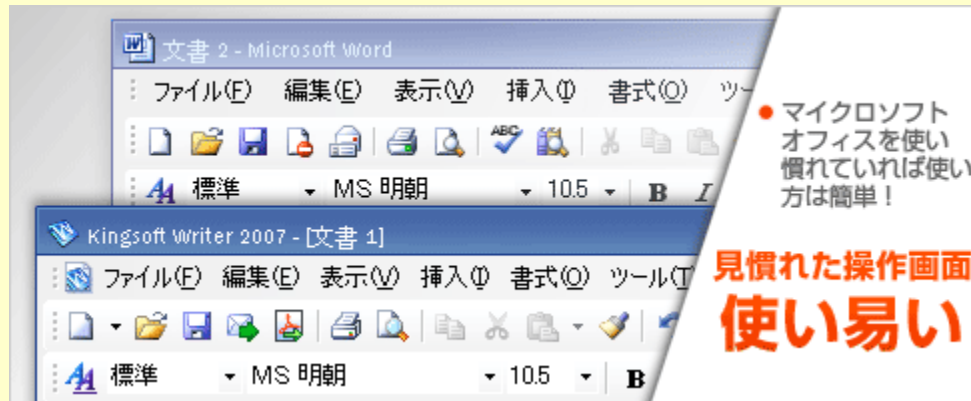 文書 2 - Microsoft Word
ファイル(F) 編集(E) 表示(V) 挿入(I) 書式(O) ツー
ABC
標準 MS 明朝 10.5 B I
Kingsoft Writer 2007 - [文書 1]
ファイル(F) 編集(E) 表示(V) 挿入(I) 書式(O) ツール(T
標準 MS 明朝 10.5 B
● マイクロソフト
オフィスを使い
慣れていれば使い
方は簡単！
見慣れた操作画面
使い易い